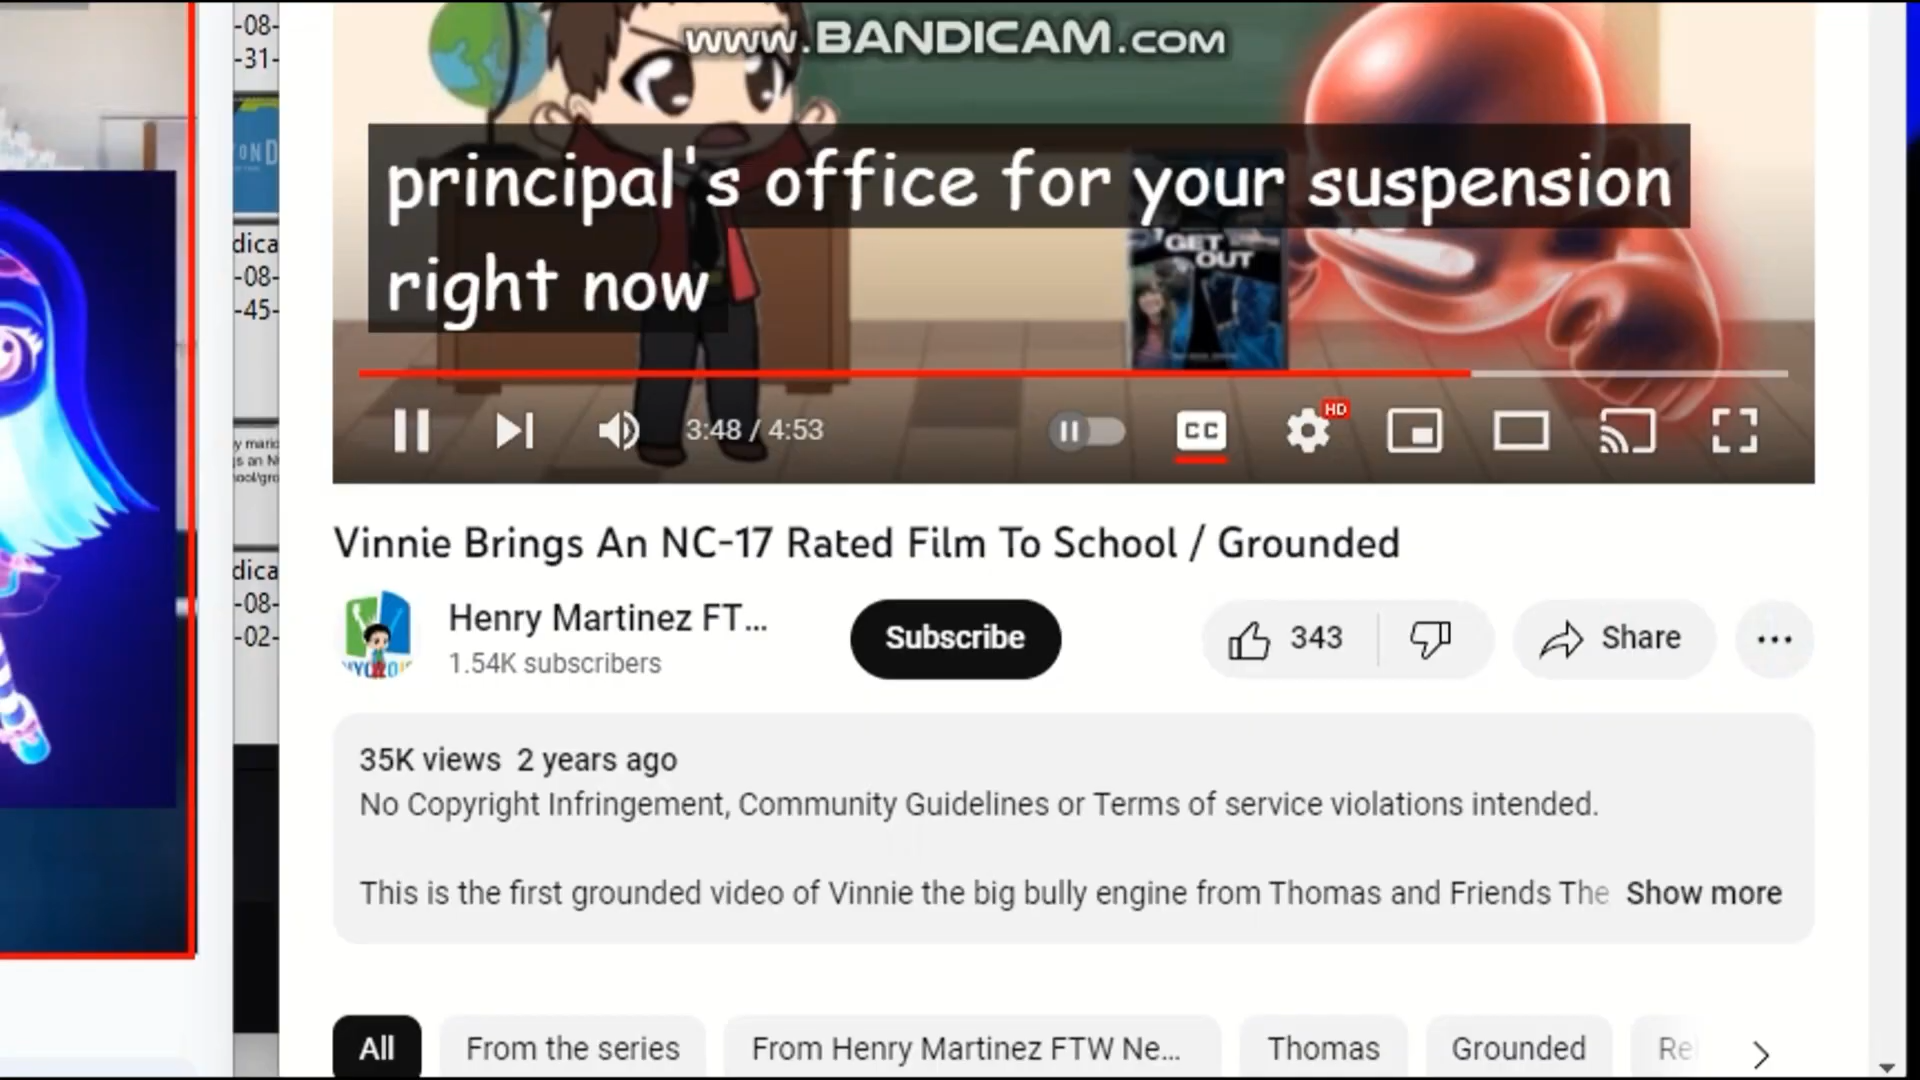 www.BANDICAM.com
-08-
-31-
principal's office for your suspension
right now
GET
OUT
dica
-08-
-45-
HD
CC
3:48 / 4:53
Vinnie Brings An NC-17 Rated Film To School / Grounded
Henry Martinez FT...
1.54K subscribers
Subscribe
343
Share
dica
-08-
-02-
35K views 2 years ago
No Copyright Infringement, Community Guidelines or Terms of service violations intended.
This is the first grounded video of Vinnie the big bully engine from Thomas and Friends The Show more
All
From the series
From Henry Martinez FTW Ne...
Thomas
Grounded
Re